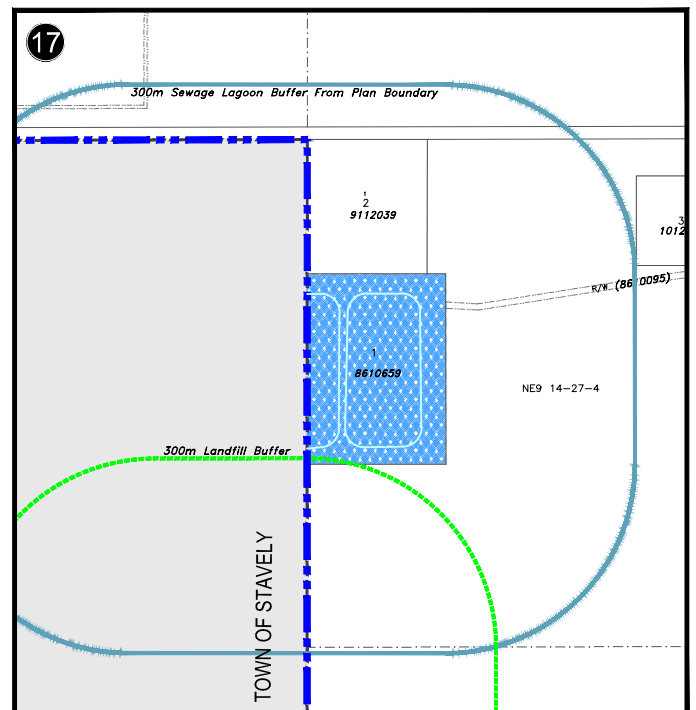 17
300m Sewage Lagoon Buffer From Plan Boundary
1
2
9112039
3
1012
R/W (8610095)
1
8610659
NE9 14-27-4
300m Landfill Buffer
TOWN OF STAVELY